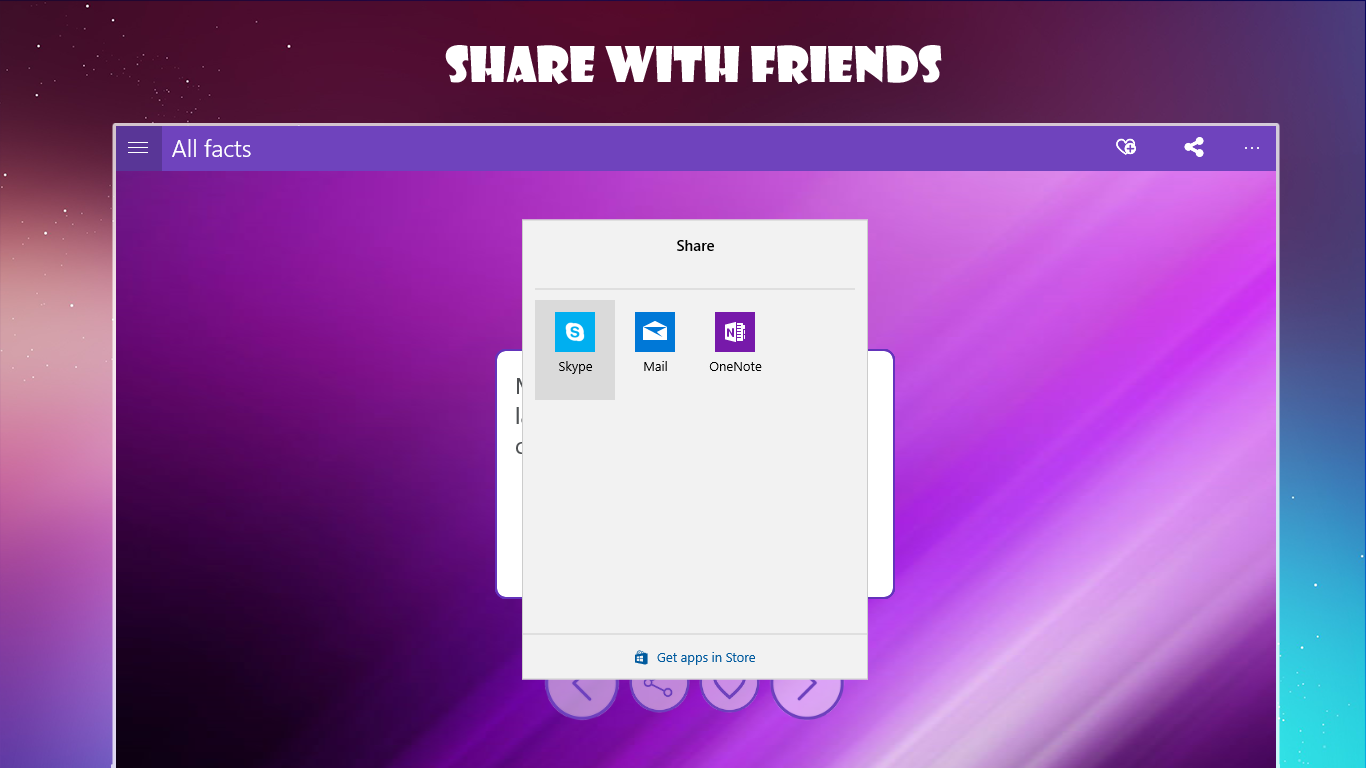 SHARE WITH FRIENDS
All facts
Share
Skype
Mail
OneNote
Get apps in Store